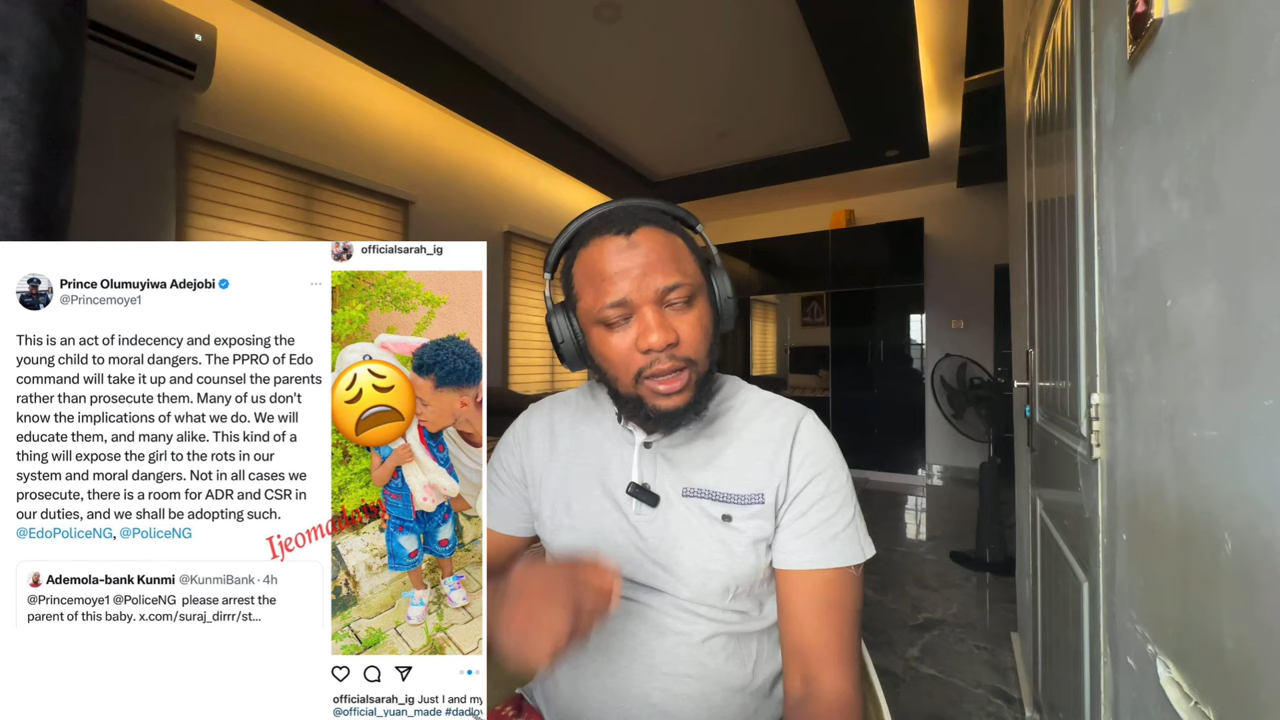 Prince Olumuyiwa Adejobi
@Princemoye1
This is an act of indecency and exposing the
young child to moral dangers. The PPRO of Edo
command will take it up and counsel the parents
rather than prosecute them. Many of us don't
know the implications of what we do. We will
educate them, and many alike. This kind of a
thing will expose the girl to the rots in our
system and moral dangers. Not in all cases we
prosecute, there is a room for ADR and CSR in
our duties, and we shall be adopting such.
@EdoPoliceNG, @PoliceNG
Ademola-bank Kunmi @KunmiBank · 4h
@Princemoye1 @PoliceNG please arrest the
parent of this baby. x.com/suraj_dirrr/st...
officialsarah_ig
officialsarah_ig Just I and my
@official_yuan_made